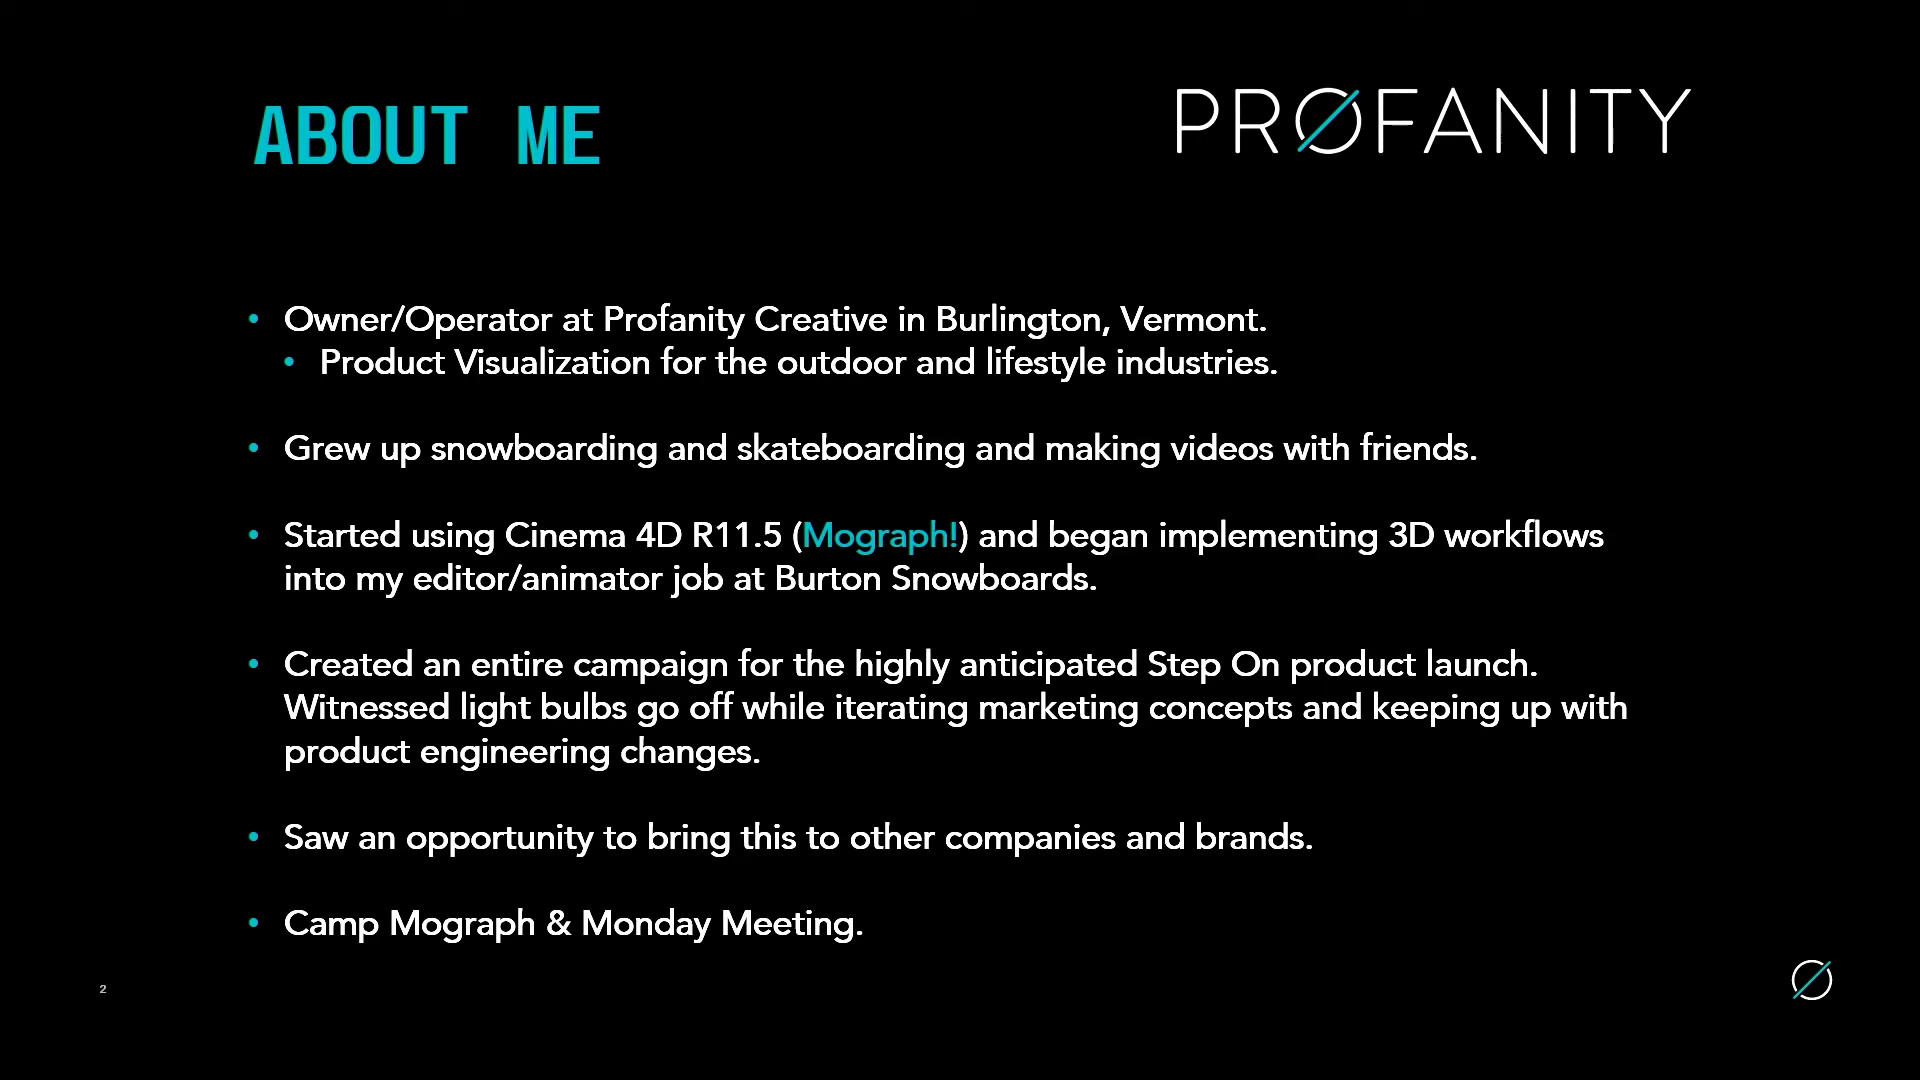 ABOUT ME
PRØFANITY
• Owner/Operator at Profanity Creative in Burlington, Vermont.
• Product Visualization for the outdoor and lifestyle industries.
• Grew up snowboarding and skateboarding and making videos with friends.
• Started using Cinema 4D R11.5 (Mograph!) and began implementing 3D workflows
into my editor/animator job at Burton Snowboards.
• Created an entire campaign for the highly anticipated Step On product launch.
Witnessed light bulbs go off while iterating marketing concepts and keeping up with
product engineering changes.
• Saw an opportunity to bring this to other companies and brands.
• Camp Mograph & Monday Meeting.
2
Ø